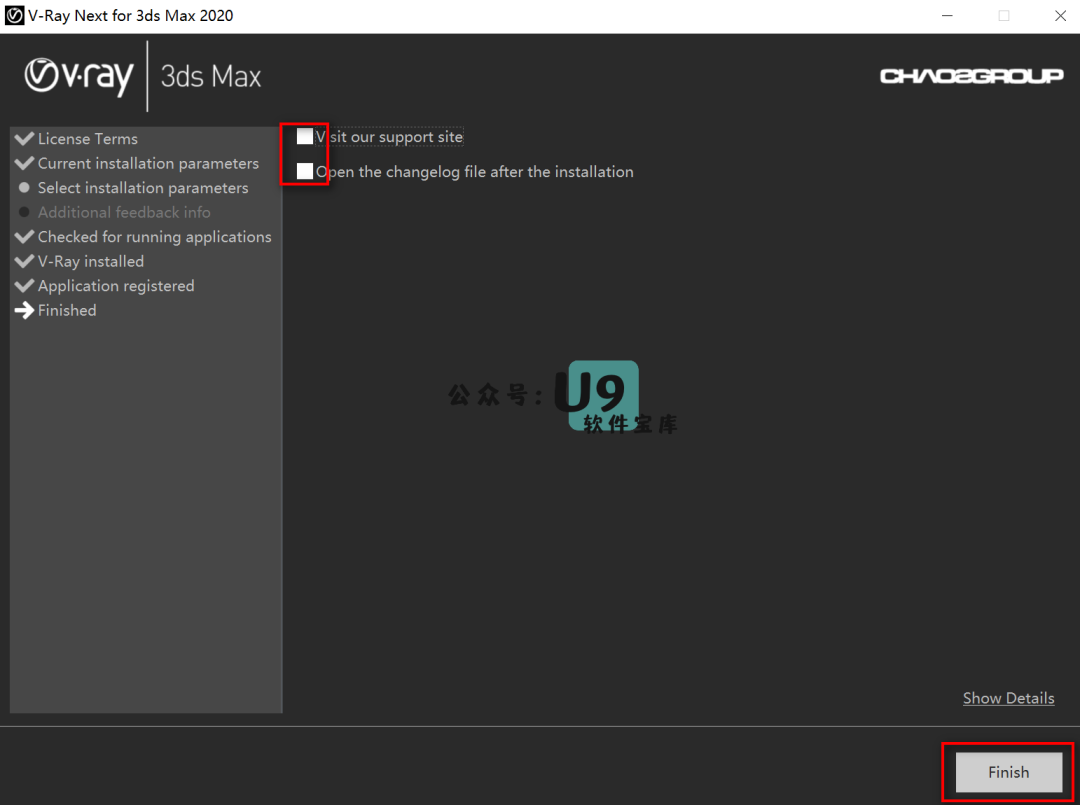 V-Ray Next for 3ds Max 2020
v·ray 3ds Max
CHAOSGROUP
License Terms
Current installation parameters
Select installation parameters
Additional feedback info
Checked for running applications
V-Ray installed
Application registered
Finished
Visit our support site
Open the changelog file after the installation
公众号：U9
软件宝库
Show Details
Finish